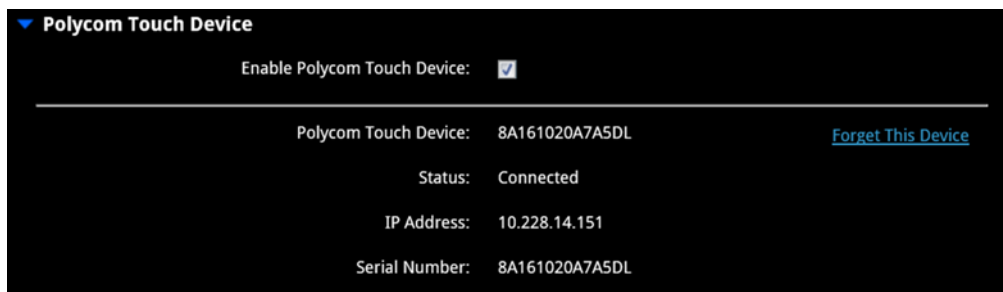 Polycom Touch Device
Enable Polycom Touch Device:
Polycom Touch Device: 8A161020A7A5DL Forget This Device
Status: Connected
IP Address: 10.228.14.151
Serial Number: 8A161020A7A5DL